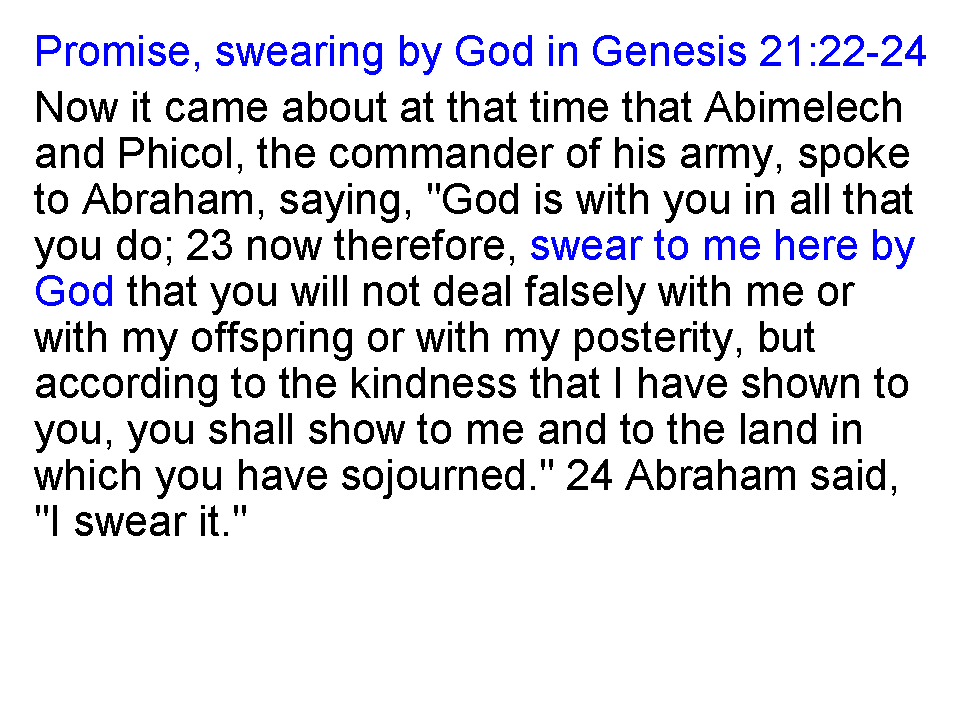 Promise, swearing by God in Genesis 21:22-24
Now it came about at that time that Abimelech
and Phicol, the commander of his army, spoke
to Abraham, saying, "God is with you in all that
you do; 23 now therefore, swear to me here by
God that you will not deal falsely with me or
with my offspring or with my posterity, but
according to the kindness that I have shown to
you, you shall show to me and to the land in
which you have sojourned." 24 Abraham said,
"I swear it."